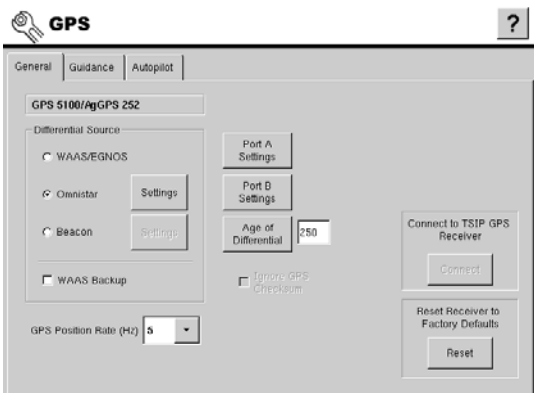 GPS
?
General
Guidance
Autopilot
GPS 5100/AgGPS 252
Differential Source
WAAS/EGNOS
Omnistar
Settings
Beacon
Settings
WAAS Backup
GPS Position Rate (Hz)
5
Port A
Settings
Port B
Settings
Age of
Differential
250
Ignore GPS
Checksum
Connect to TSIP GPS
Receiver
Connect
Reset Receiver to
Factory Defaults
Reset